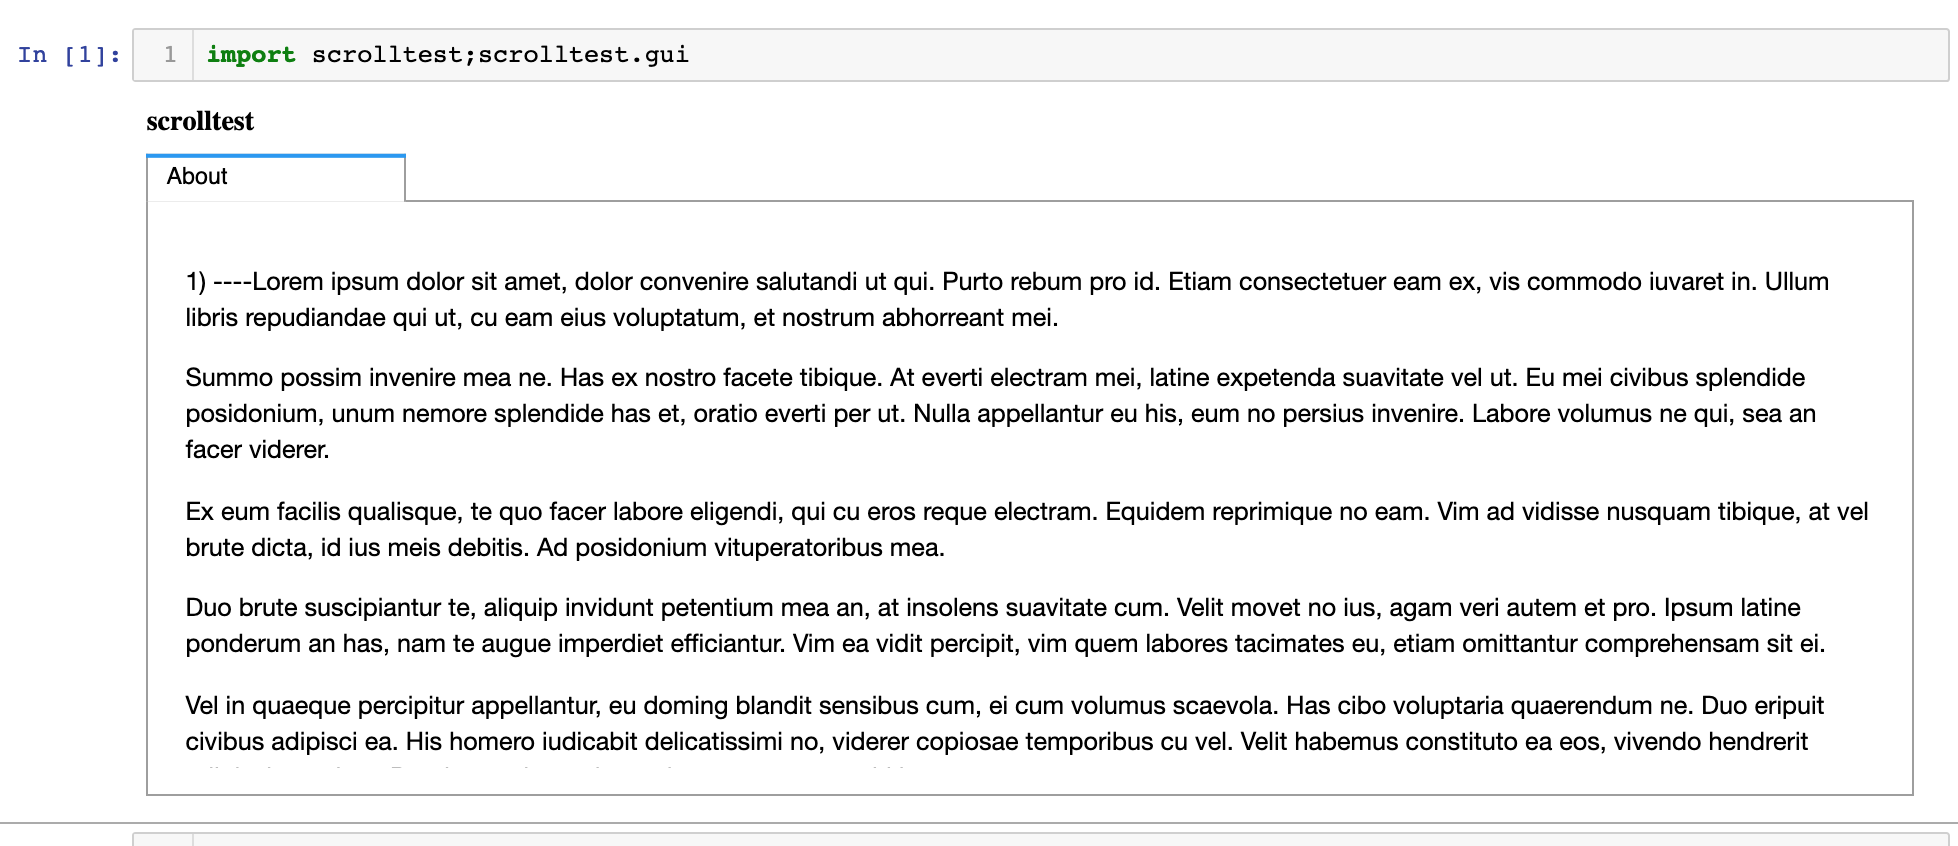 In [1]: 1 import scrolltest;scrolltest.gui
scrolltest
About
1) ----Lorem ipsum dolor sit amet, dolor convenire salutandi ut qui. Purto rebum pro id. Etiam consectetuer eam ex, vis commodo iuvaret in. Ullum
libris repudiandae qui ut, cu eam eius voluptatum, et nostrum abhorreant mei.
Summo possim invenire mea ne. Has ex nostro facete tibique. At everti electram mei, latine expetenda suavitate vel ut. Eu mei civibus splendide
posidonium, unum nemore splendide has et, oratio everti per ut. Nulla appellantur eu his, eum no persius invenire. Labore volumus ne qui, sea an
facer viderer.
Ex eum facilis qualisque, te quo facer labore eligendi, qui cu eros reque electram. Equidem reprimique no eam. Vim ad vidisse nusquam tibique, at vel
brute dicta, id ius meis debitis. Ad posidonium vituperatoribus mea.
Duo brute suscipiantur te, aliquip invidunt petentium mea an, at insolens suavitate cum. Velit movet no ius, agam veri autem et pro. Ipsum latine
ponderum an has, nam te augue imperdiet efficiantur. Vim ea vidit percipit, vim quem labores tacimates eu, etiam omittantur comprehensam sit ei.
Vel in quaeque percipitur appellantur, eu doming blandit sensibus cum, ei cum volumus scaevola. Has cibo voluptaria quaerendum ne. Duo eripuit
civibus adipisci ea. His homero iudicabit delicatissimi no, viderer copiosae temporibus cu vel. Velit habemus constituto ea eos, vivendo hendrerit